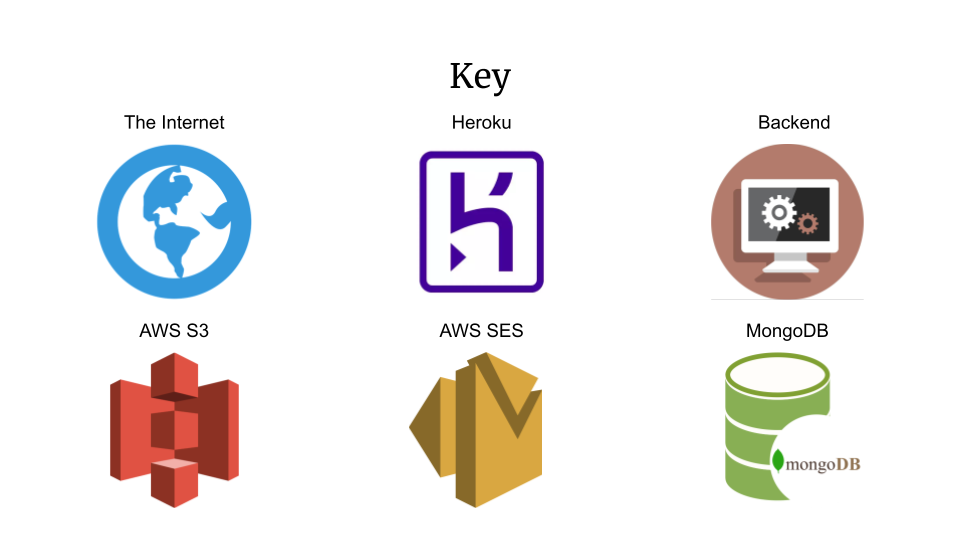 Key
The Internet
Heroku
Backend
AWS S3
AWS SES
MongoDB
mongoDB